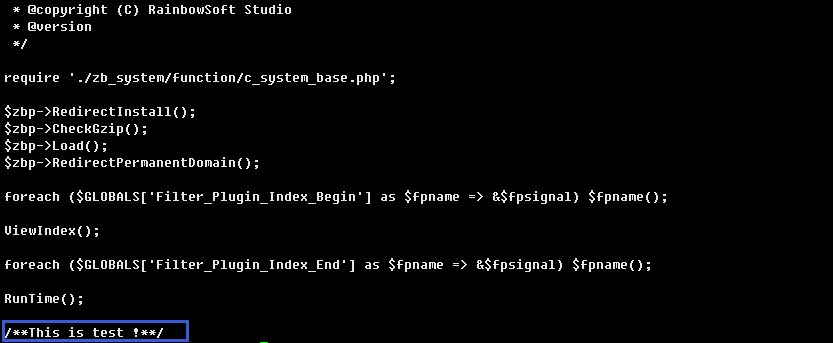 * @copyright (C) RainbowSoft Studio
* @version
*/
require './zb_system/function/c_system_base.php';
$zbp->RedirectInstall();
$zbp->CheckGzip();
$zbp->Load();
$zbp->RedirectPermanentDomain();
foreach ($GLOBALS['Filter_Plugin_Index_Begin'] as $fpname => &$fpsignal) $fpname();
ViewIndex();
foreach ($GLOBALS['Filter_Plugin_Index_End'] as $fpname => &$fpsignal) $fpname();
RunTime();
/**This is test !**/